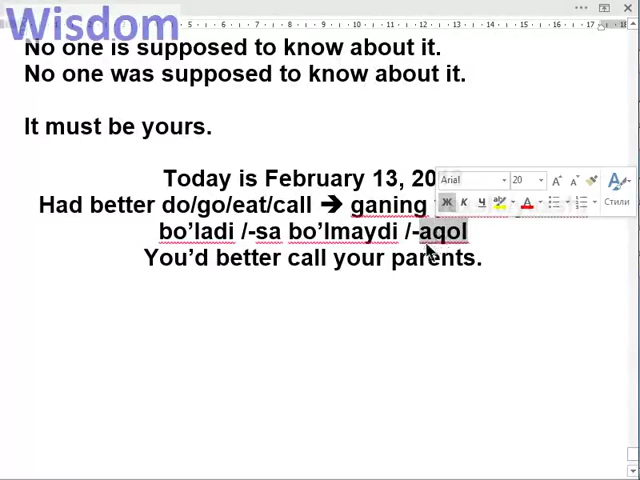 Wisdom
No one is supposed to know about it.
No one was supposed to know about it.
It must be yours.
Today is February 13, 20
Had better do/go/eat/call ➔ ganing
bo’ladi /-sa bo’lmaydi /-aqol
You’d better call your parents.
Arial 20
Ж К Ч Стили